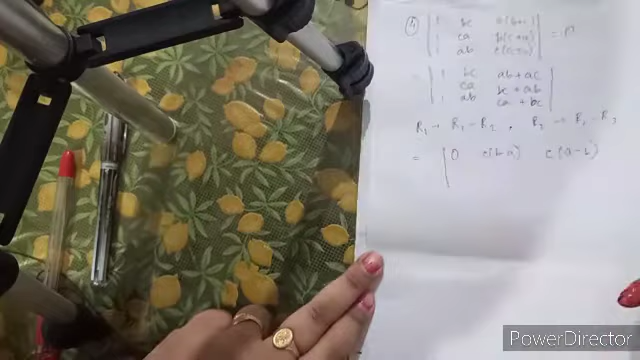 4) | 1 bc a(b+c) |
| 1 ca b(c+a) | =
| 1 ab c(c+a) |
| 1 bc ab+ac |
| 1 ca bc+ab |
| 1 ab ca+bc |
R₁ → R₁-R₂ , R₂ → R₂-R₃
= | 0 c(b-a) c(a-b)
PowerDirector